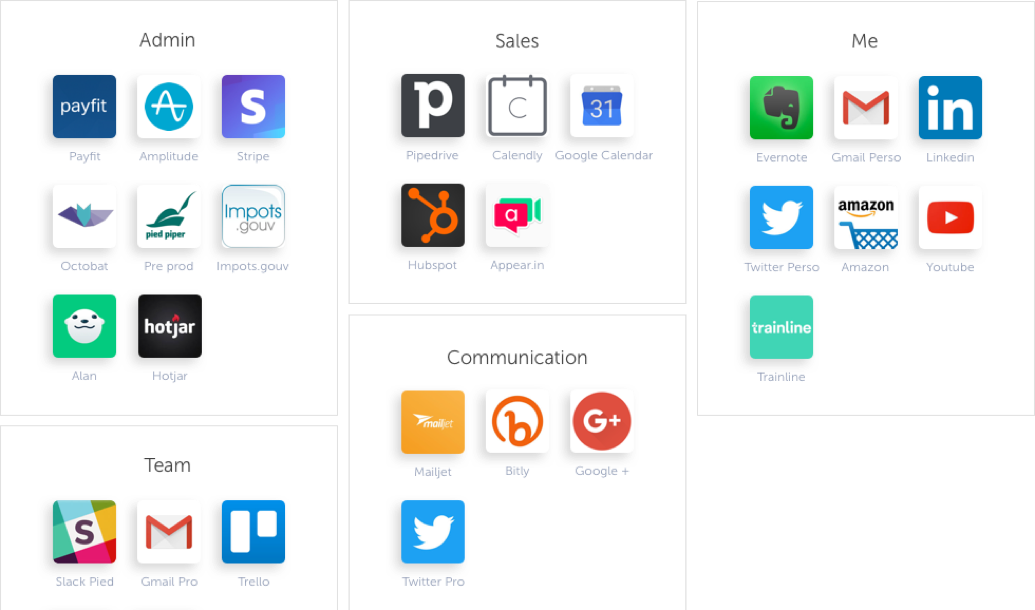 Admin
payfit
S
Payfit
Amplitude
Stripe
pied piper
Impots
.gouv
Octobat
Pre prod
Impots.gouv
hotjar
Alan
Hotjar
Team
S
Slack Pied
Gmail Pro
Trello
Sales
p
C
31
Pipedrive
Calendly
Google Calendar
a
Hubspot
Appear.in
Communication
mailjet
b
G+
Mailjet
Bitly
Google +
Twitter Pro
Me
in
Evernote
Gmail Perso
Linkedin
amazon
Twitter Perso
Amazon
Youtube
trainline
Trainline